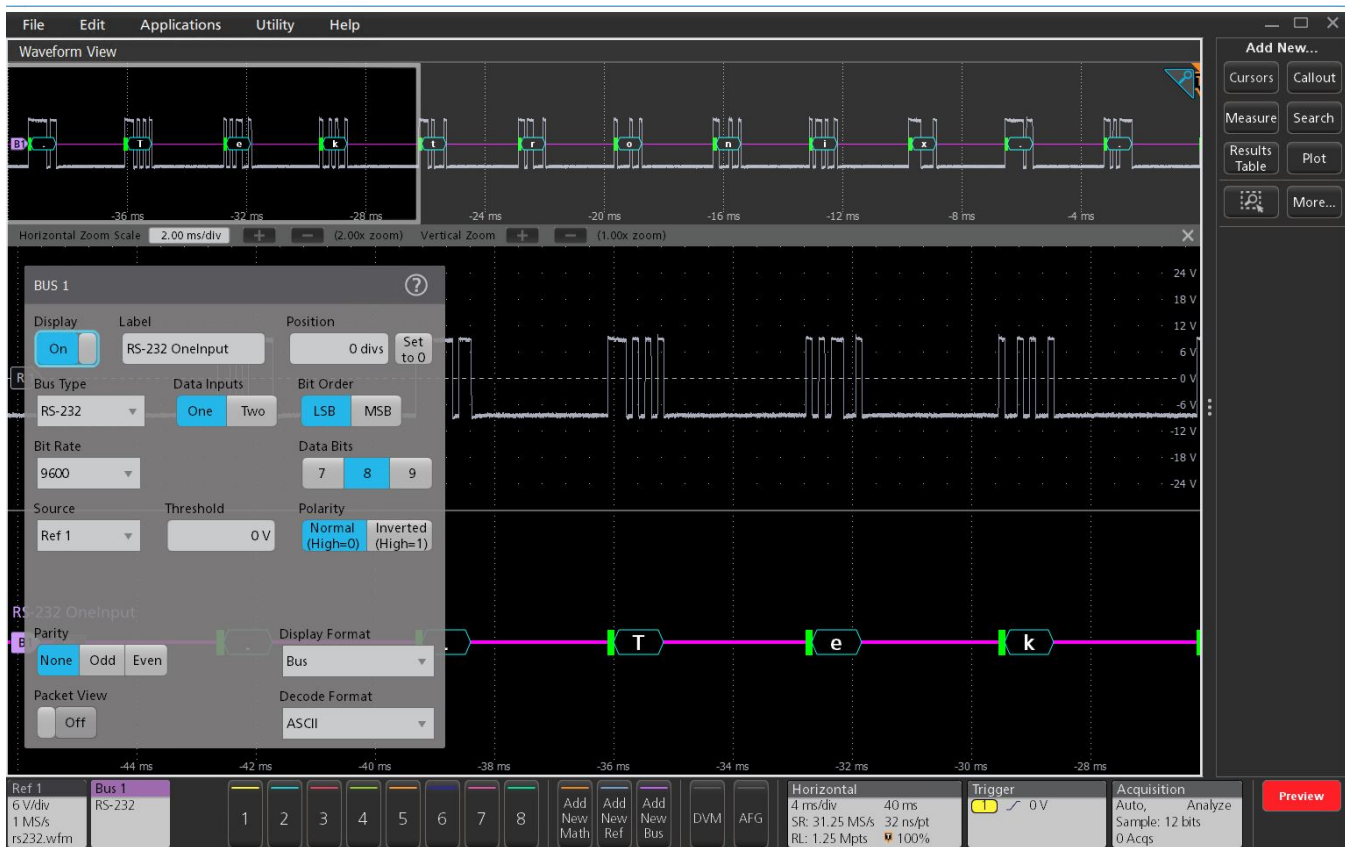 File Edit Applications Utility Help
Waveform View
Add New...
Cursors Callout
Measure Search
Results Table Plot
More...
B1 . T e k t r o n i x . .
-36 ms -32 ms -28 ms -24 ms -20 ms -16 ms -12 ms -8 ms -4 ms
Horizontal Zoom Scale 2.00 ms/div + - (2.00x zoom) Vertical Zoom + - (1.00x zoom)
24 V
18 V
12 V
6 V
0 V
-6 V
-12 V
-18 V
-24 V
BUS 1 ?
Display Label Position
On RS-232 OneInput 0 divs Set to 0
Bus Type Data Inputs Bit Order
RS-232 One Two LSB MSB
Bit Rate Data Bits
9600 7 8 9
Source Threshold Polarity
Ref 1 0 V Normal (High=0) Inverted (High=1)
RS-232 OneInput
Parity Display Format
None Odd Even Bus
Packet View Decode Format
Off ASCII
. . T e k
-44 ms -42 ms -40 ms -38 ms -36 ms -34 ms -32 ms -30 ms -28 ms
Ref 1
6 V/div
1 MS/s
rs232.wfm
Bus 1
RS-232
1 2 3 4 5 6 7 8
Add New Math
Add New Ref
Add New Bus
DVM AFG
Horizontal
4 ms/div 40 ms
SR: 31.25 MS/s 32 ns/pt
RL: 1.25 Mpts 100%
Trigger
1 0 V
Acquisition
Auto, Analyze
Sample: 12 bits
0 Acqs
Preview